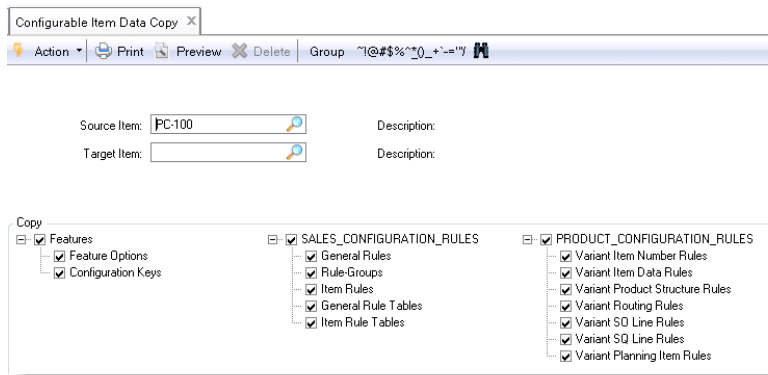 Configurable Item Data Copy
Action Print Preview Delete Group ~!@#$%^*()_+`-='"/
Source Item: PC-100 Description:
Target Item: Description:
Copy
Features SALES_CONFIGURATION_RULES PRODUCT_CONFIGURATION_RULES
Feature Options General Rules Variant Item Number Rules
Configuration Keys Rule-Groups Variant Item Data Rules
Item Rules Variant Product Structure Rules
General Rule Tables Variant Routing Rules
Item Rule Tables Variant SO Line Rules
Variant SQ Line Rules
Variant Planning Item Rules